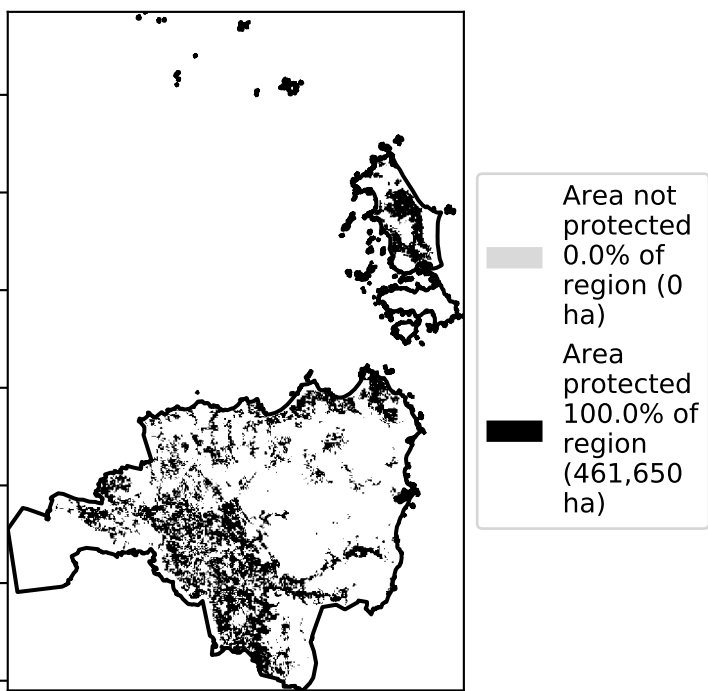 Area not
protected
0.0% of
region (0
ha)
Area
protected
100.0% of
region
(461,650
ha)